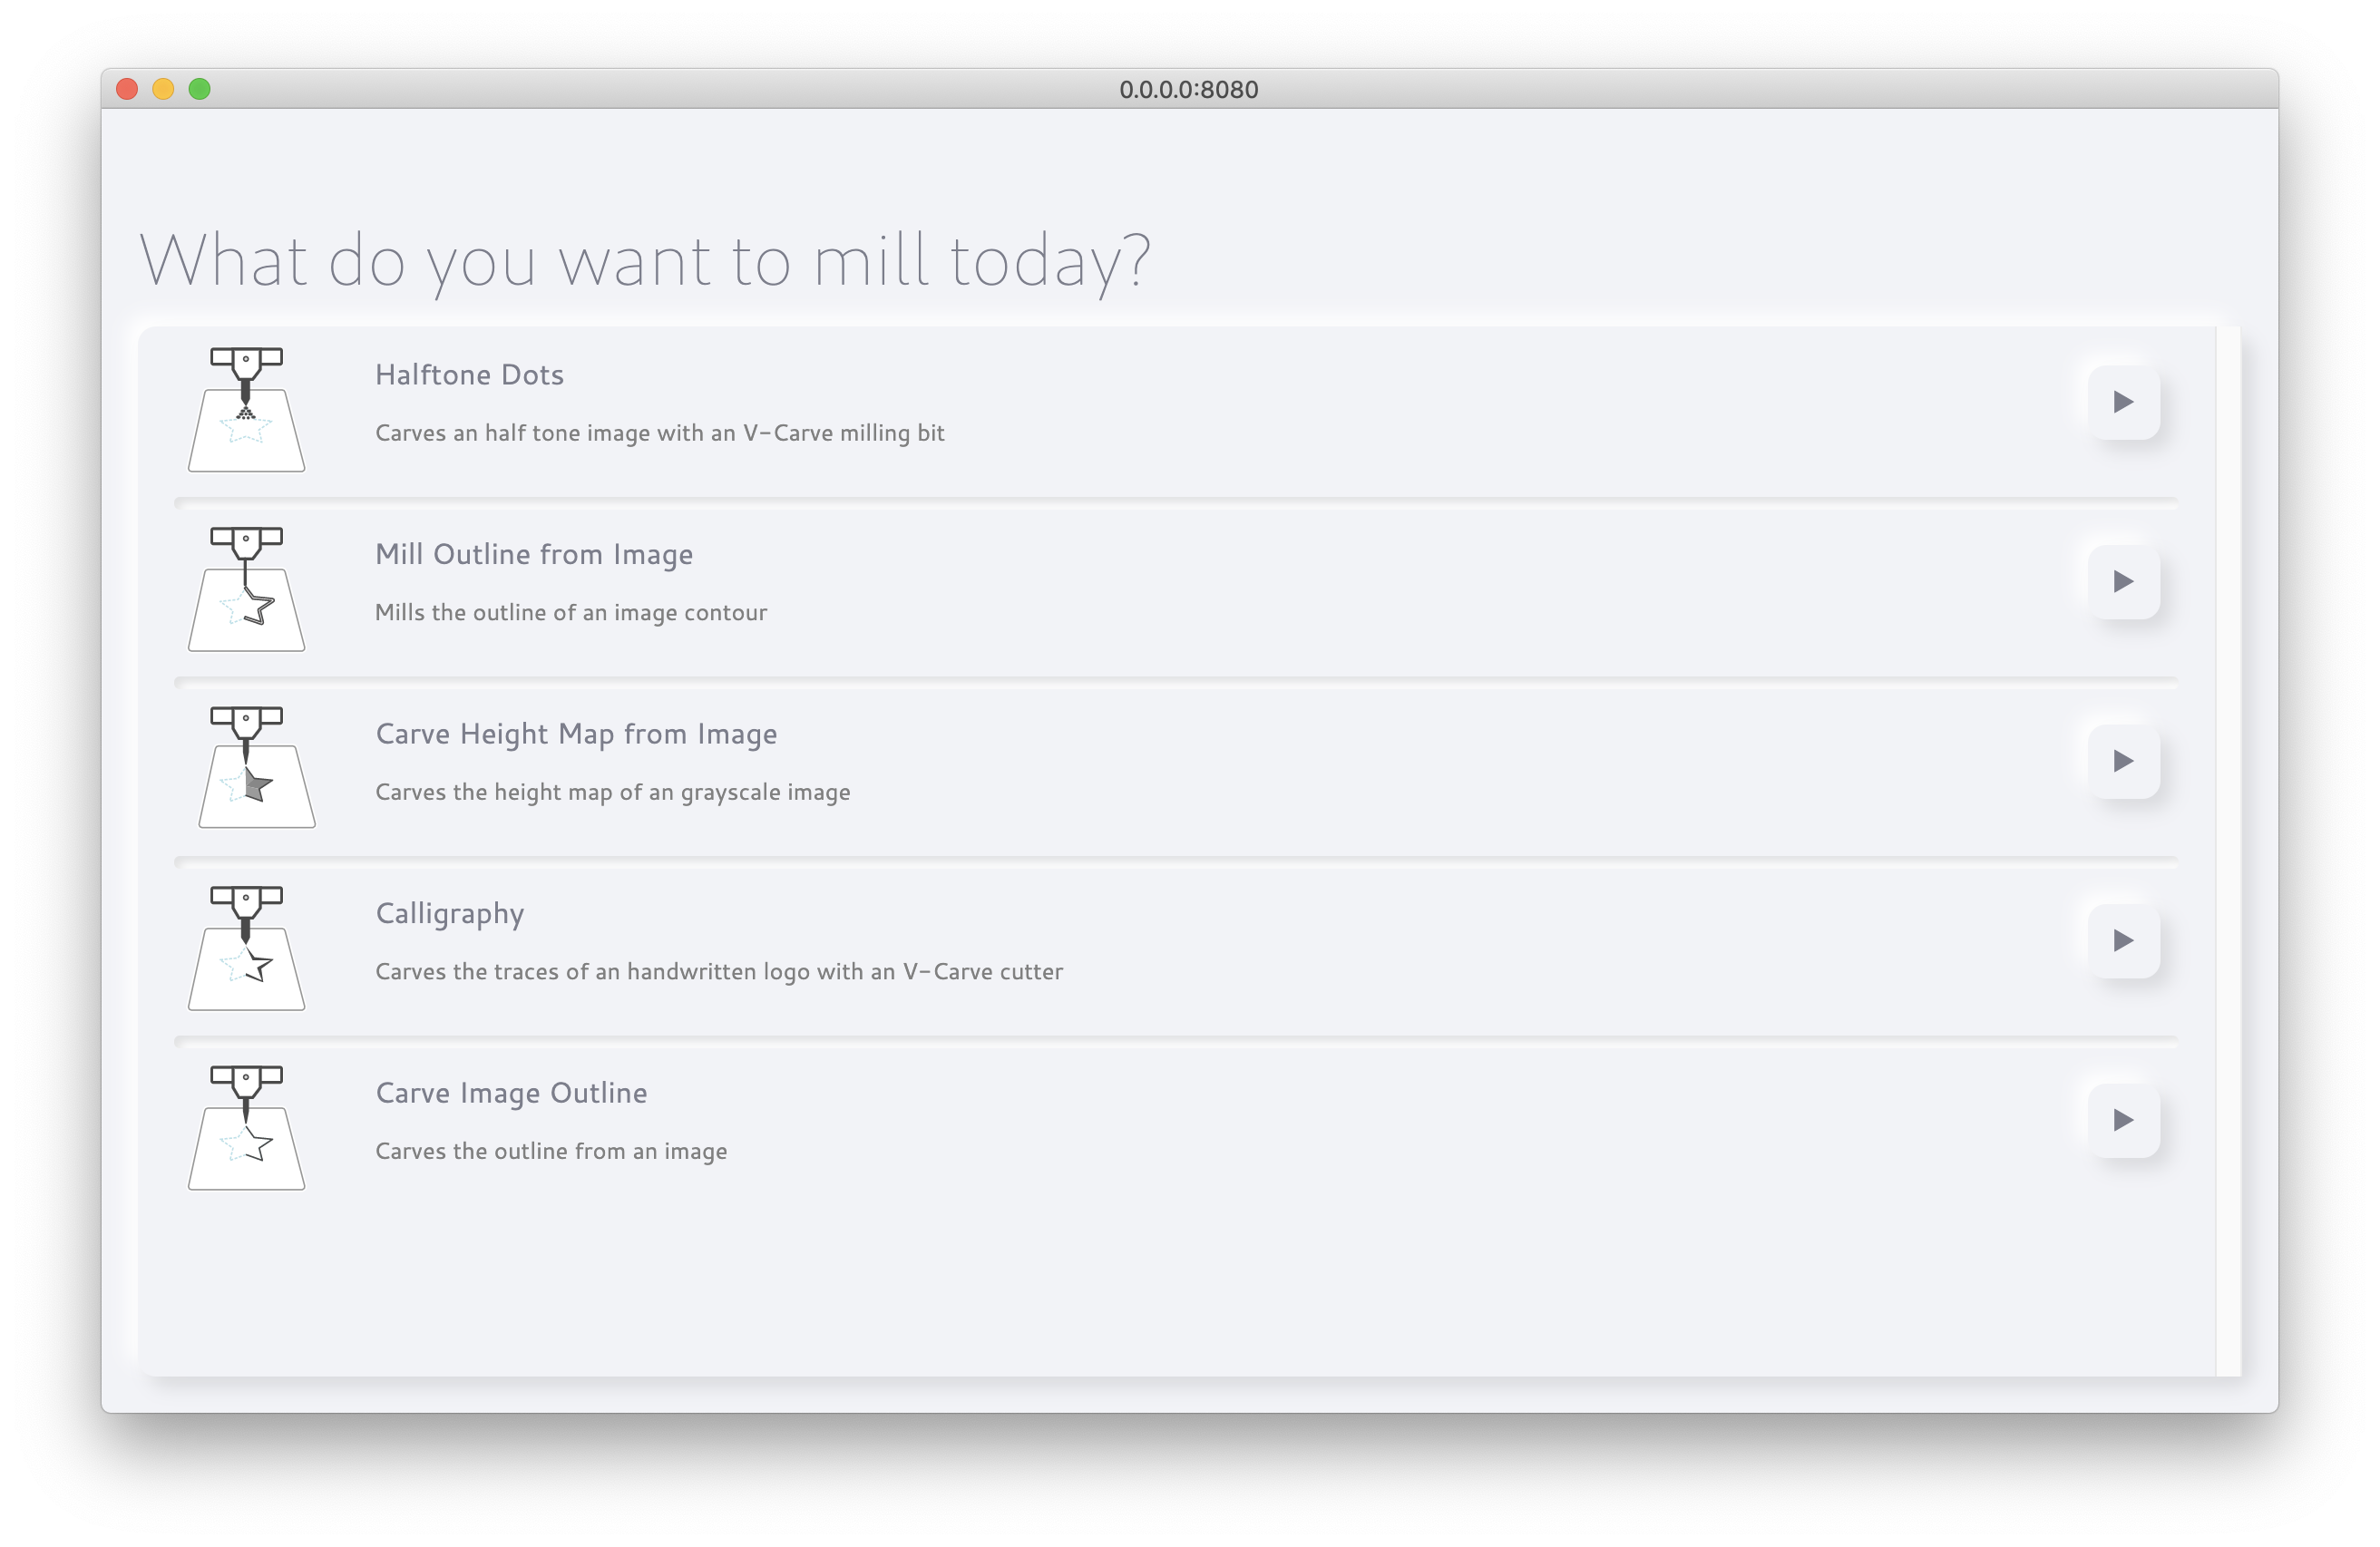 0.0.0.0:8080
What do you want to mill today?
Halftone Dots
Carves an half tone image with an V-Carve milling bit
Mill Outline from Image
Mills the outline of an image contour
Carve Height Map from Image
Carves the height map of an grayscale image
Calligraphy
Carves the traces of an handwritten logo with an V-Carve cutter
Carve Image Outline
Carves the outline from an image